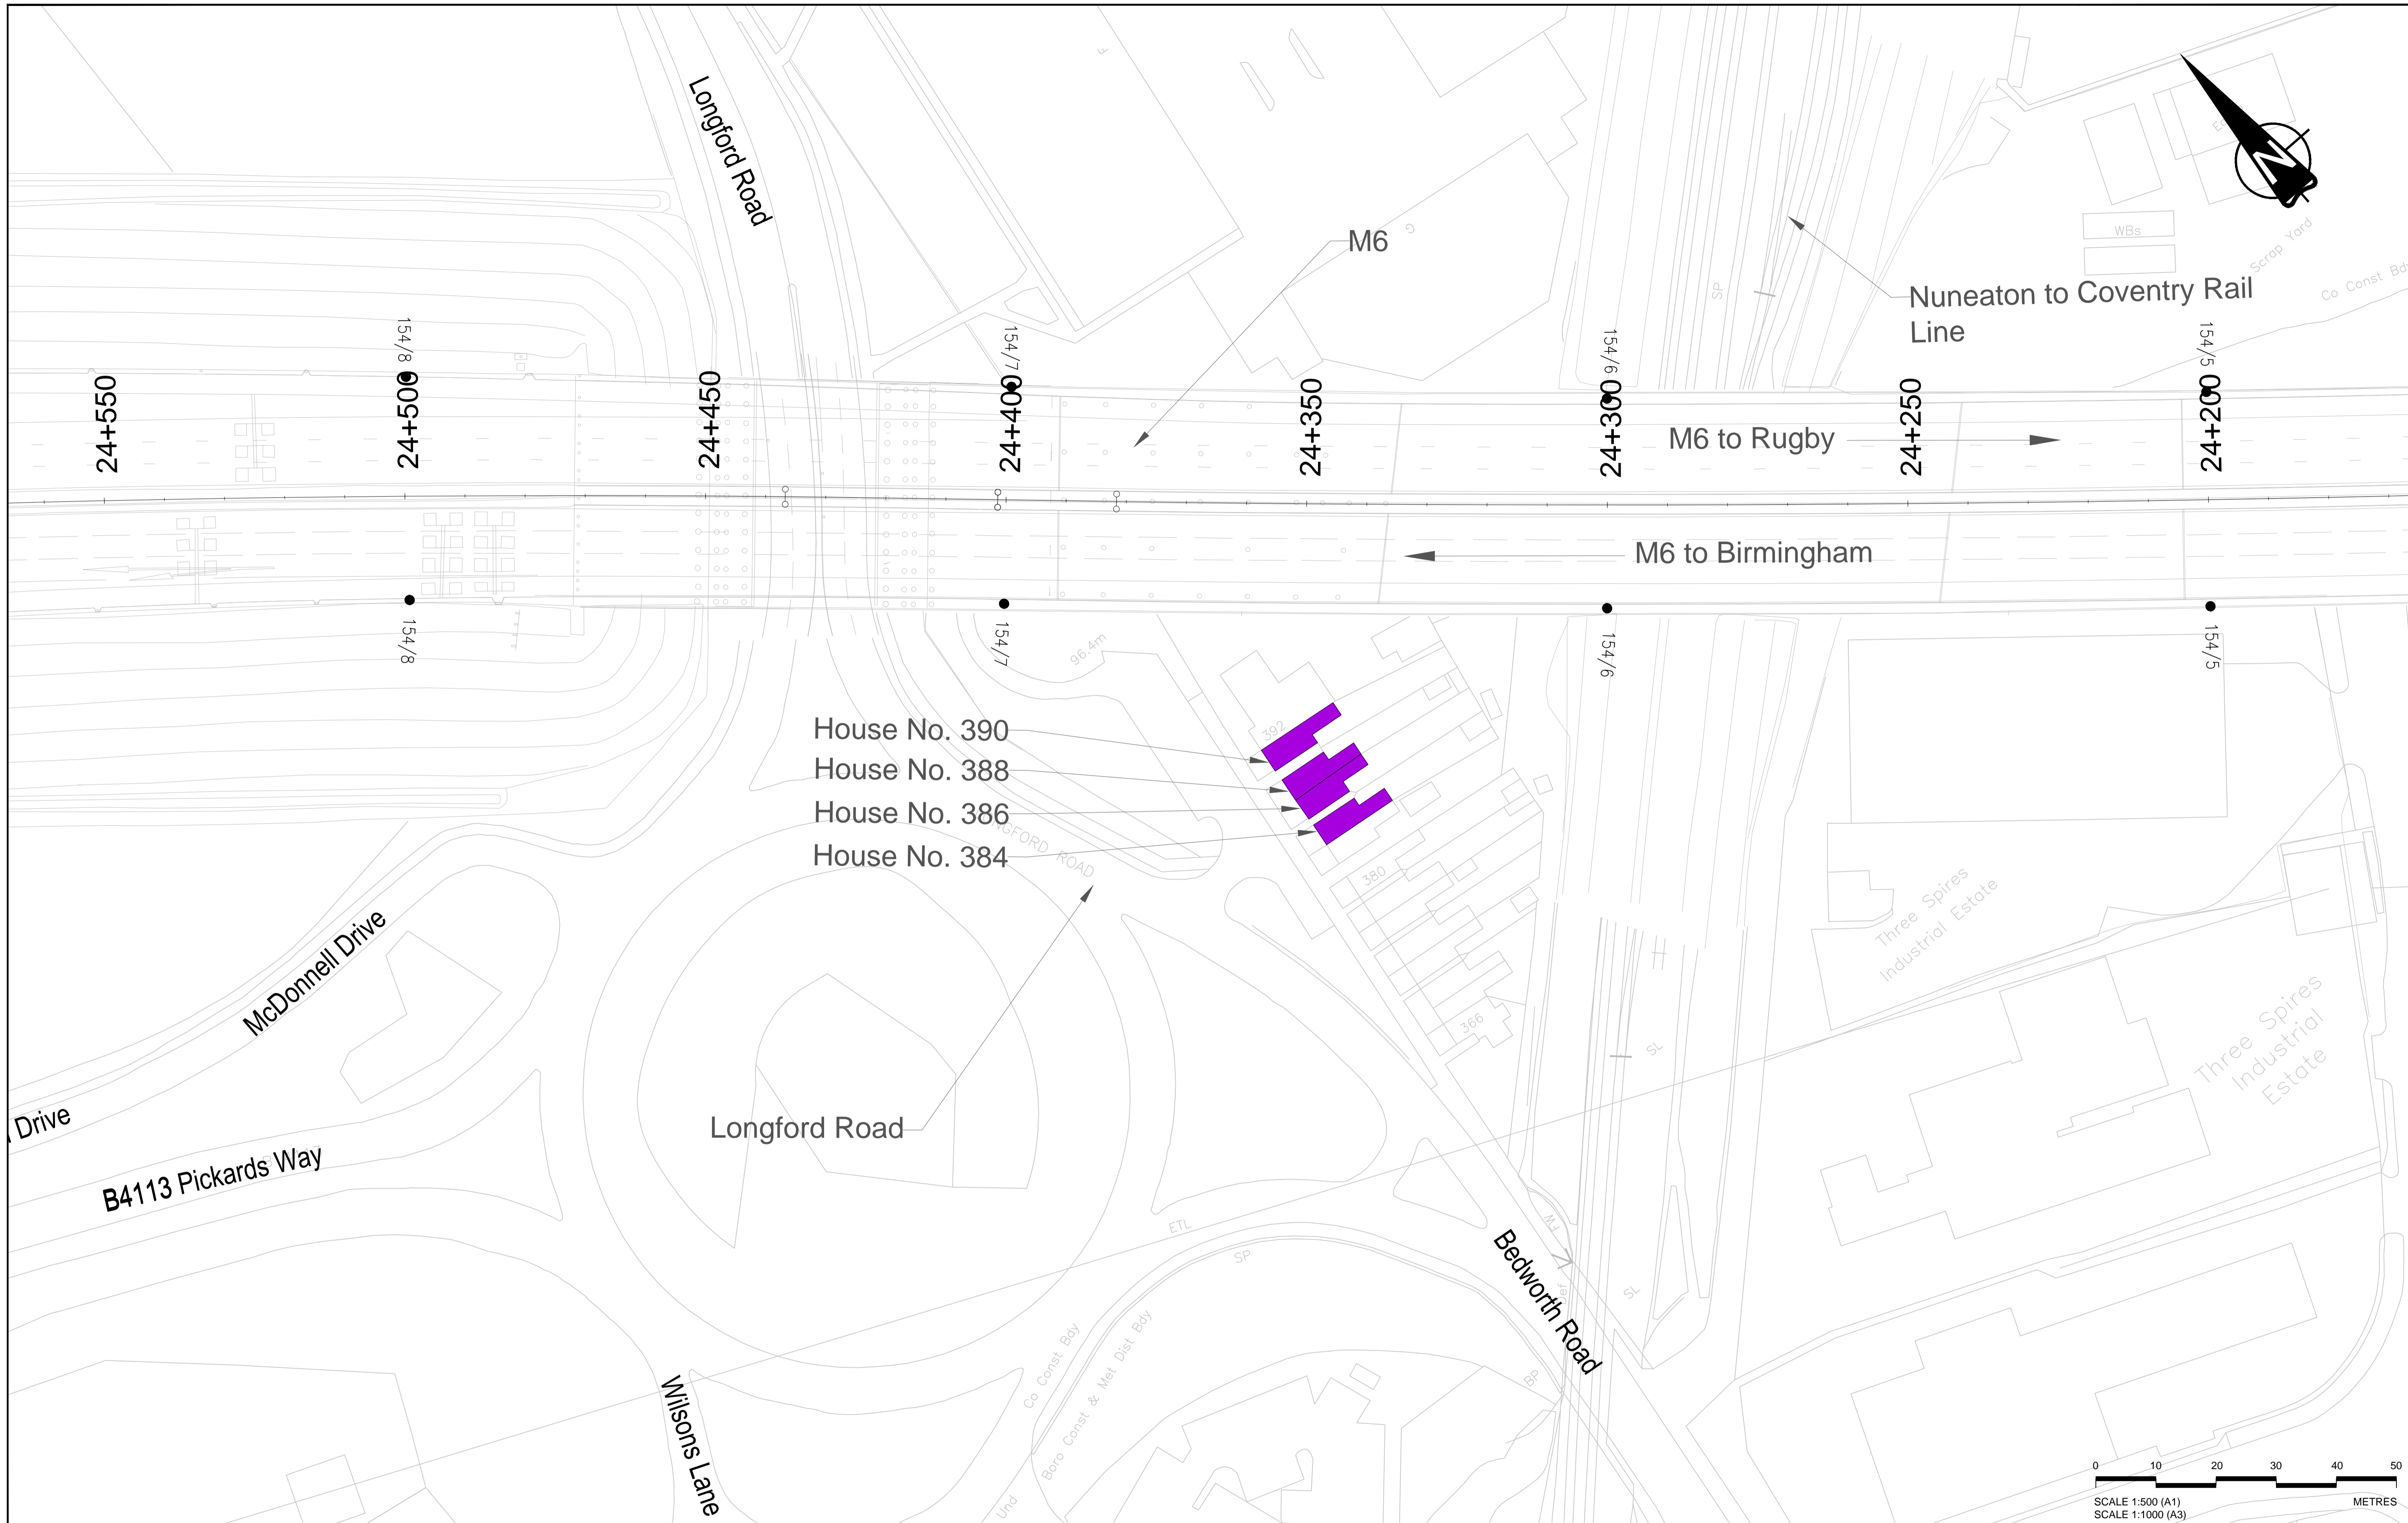 Longford Road
F
G
M6
SP
Nuneaton to Coventry Rail
Line
WBs
Scrap Yard
Co Const Bdy
N
154/8
154/7
154/6
154/5
24+550
24+500
24+450
24+400
24+350
24+300
24+250
24+200
M6 to Rugby
M6 to Birmingham
154/8
154/7
154/6
154/5
96.4m
392
House No. 390
House No. 388
House No. 386
House No. 384
NGFORD ROAD
380
366
Longford Road
McDonnell Drive
Drive
B4113 Pickards Way
Wilsons Lane
Bedworth Road
Three Spires
Industrial Estate
Three Spires
Industrial
Estate
SL
SL
FW
Def
BP
ETL
SP
Co Const Bdy
Und
Boro Const & Met Dist Bdy
0 10 20 30 40 50
SCALE 1:500 (A1)
METRES
SCALE 1:1000 (A3)